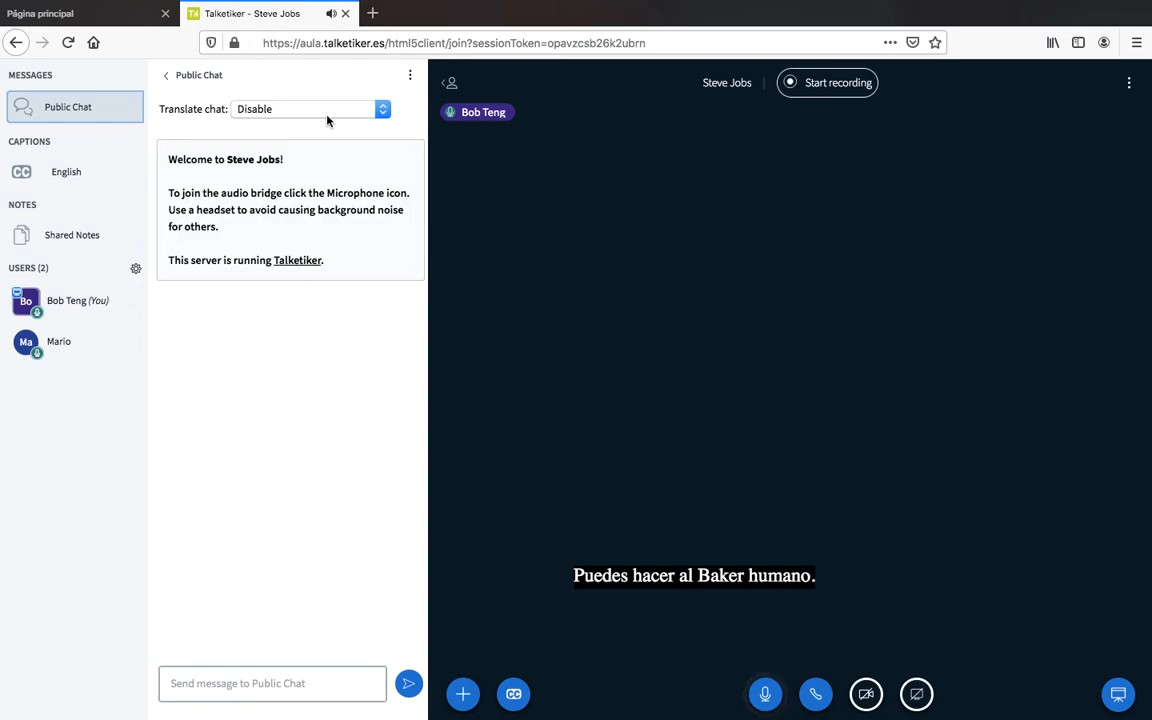 Página principal
Talketiker - Steve Jobs
https://aula.talketiker.es/html5client/join?sessionToken=opavzcsb26k2ubrn
MESSAGES
Public Chat
CAPTIONS
English
NOTES
Shared Notes
USERS (2)
Bo
Bob Teng (You)
Ma
Mario
Public Chat
Translate chat: Disable
Welcome to Steve Jobs!
To join the audio bridge click the Microphone icon.
Use a headset to avoid causing background noise
for others.
This server is running Talketiker.
Send message to Public Chat
Steve Jobs
Start recording
Bob Teng
Puedes hacer al Baker humano.
CC